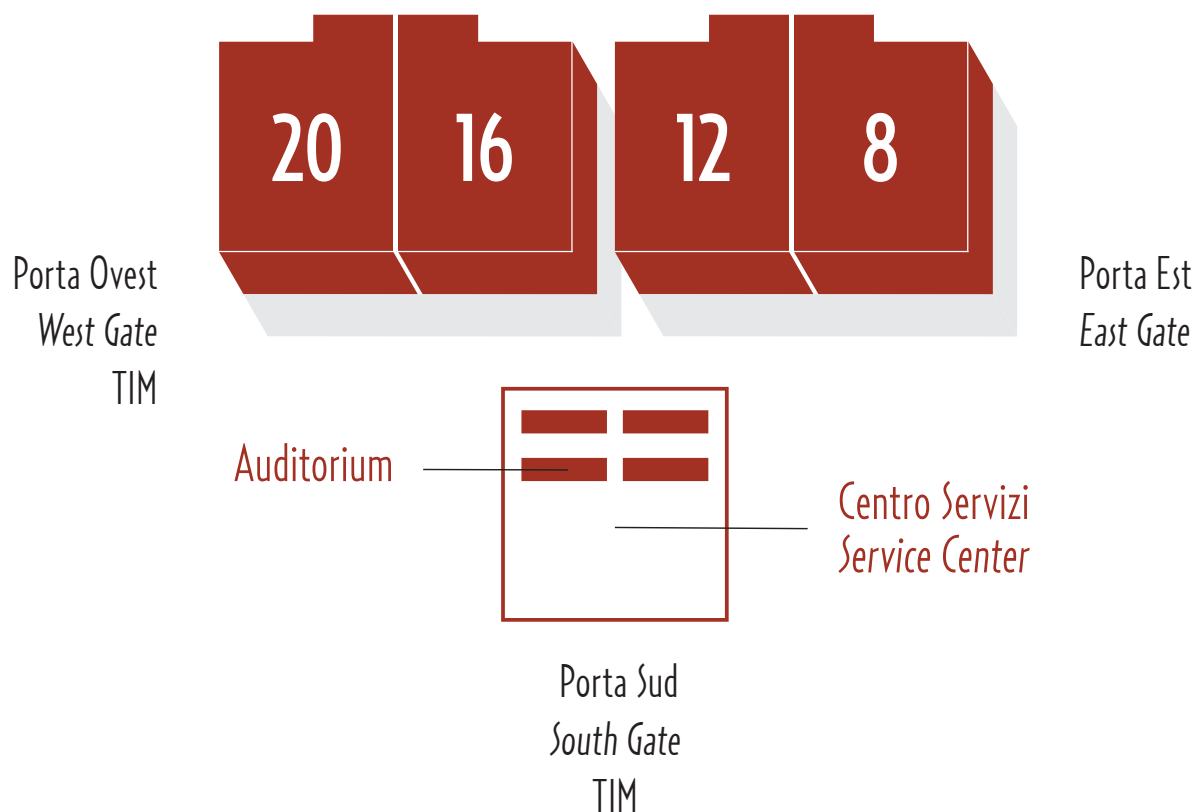 20
16
12
8
Porta Ovest
West Gate
TIM
Porta Est
East Gate
Auditorium
Centro Servizi
Service Center
Porta Sud
South Gate
TIM